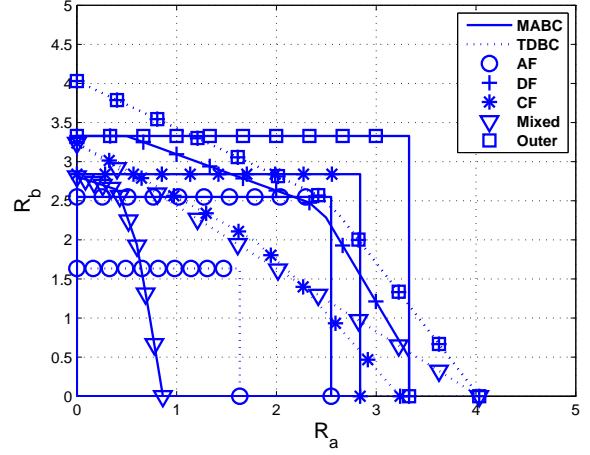 5
4.5
4
3.5
3
2.5
2
1.5
1
0.5
0
0 1 2 3 4 5
R_b
R_a
MABC
TDBC
AF
DF
CF
Mixed
Outer